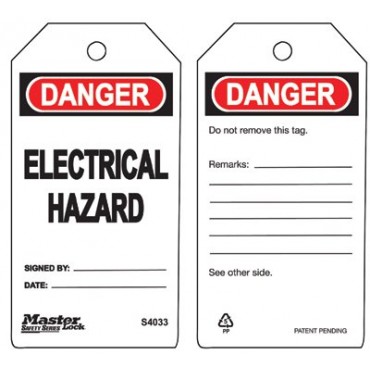 DANGER
ELECTRICAL
HAZARD
SIGNED BY:
DATE:
Master Lock
SAFETY SERIES
S4033
DANGER
Do not remove this tag.
Remarks:
See other side.
5
PP
PATENT PENDING